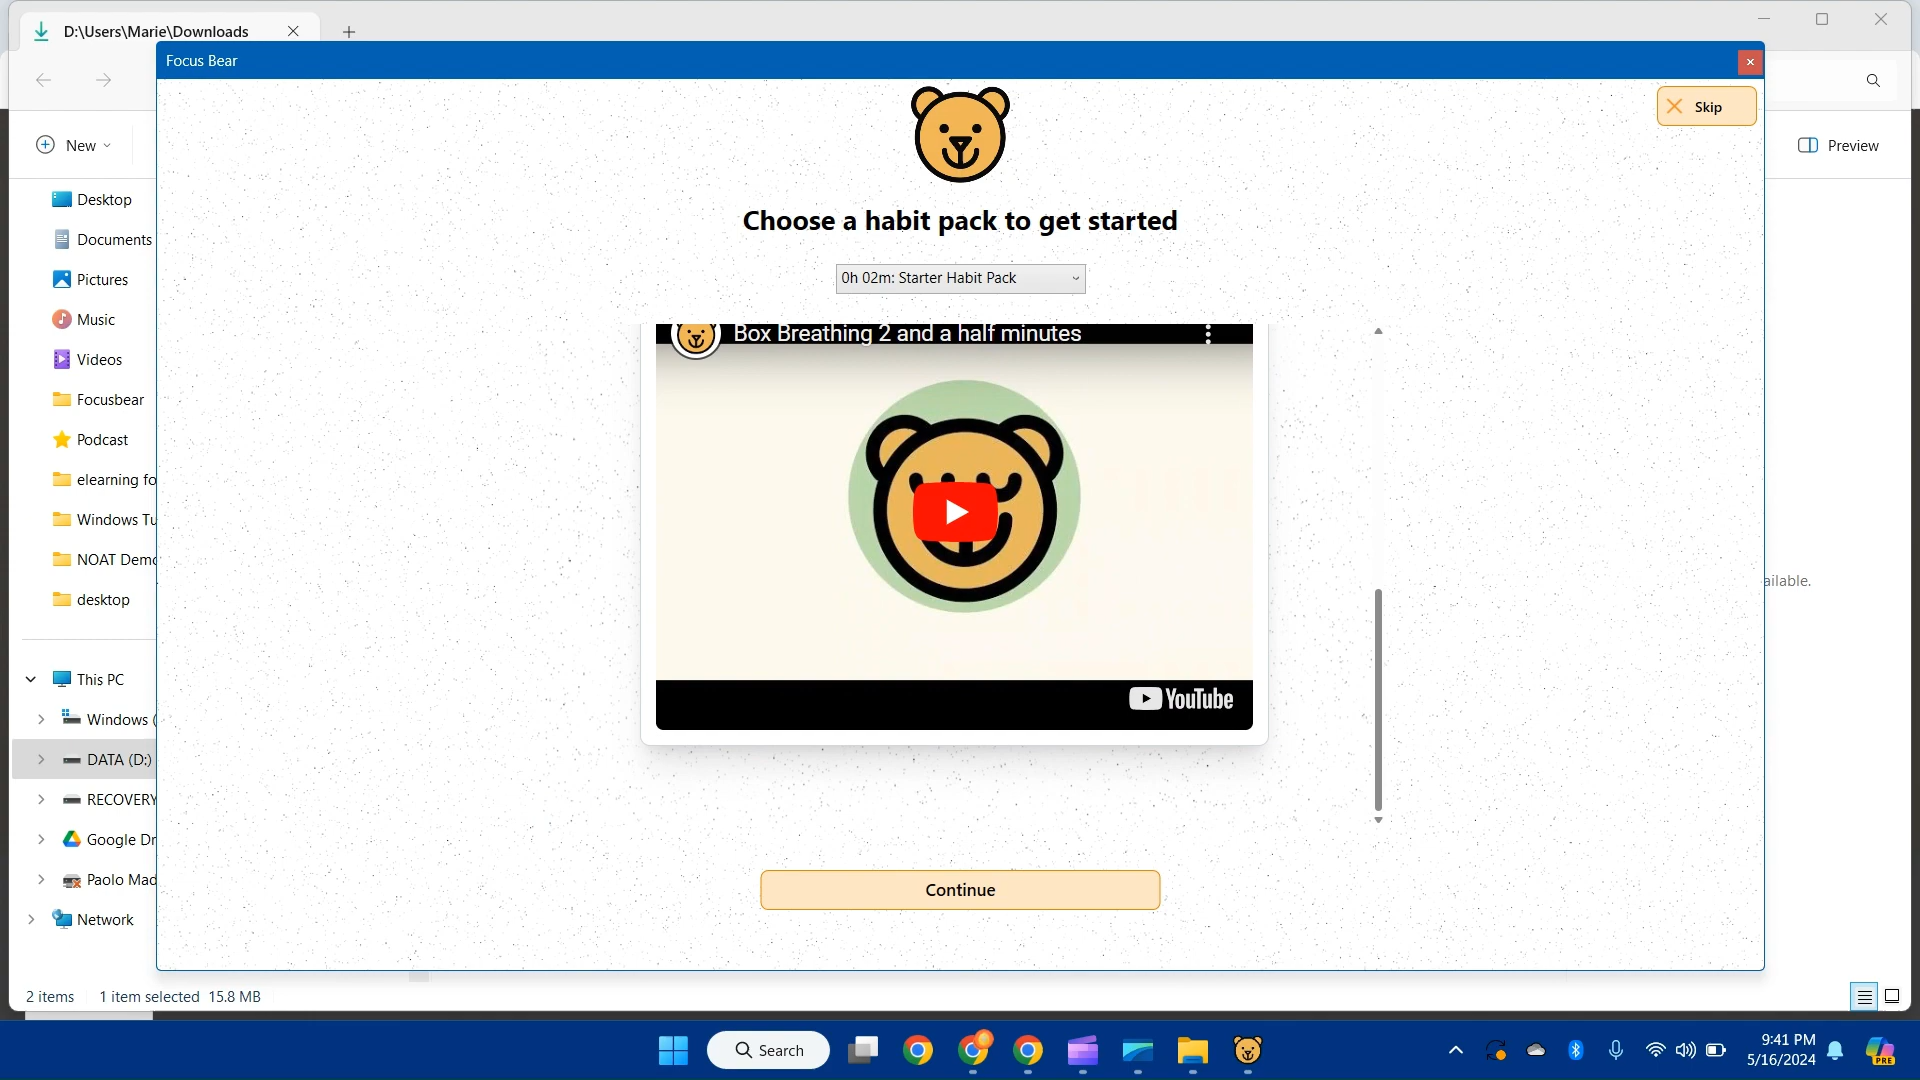 D:\Users\Marie\Downloads
Focus Bear
Skip
New
Preview
Desktop
Documents
Pictures
Music
Videos
Focusbear
Podcast
elearning fo
Windows Tu
NOAT Demo
desktop
This PC
Windows (
DATA (D:)
RECOVERY
Google Dr
Paolo Mad
Network
Choose a habit pack to get started
0h 02m: Starter Habit Pack
Box Breathing 2 and a half minutes
YouTube
ailable.
Continue
2 items 1 item selected 15.8 MB
Search
9:41 PM
5/16/2024
PRE